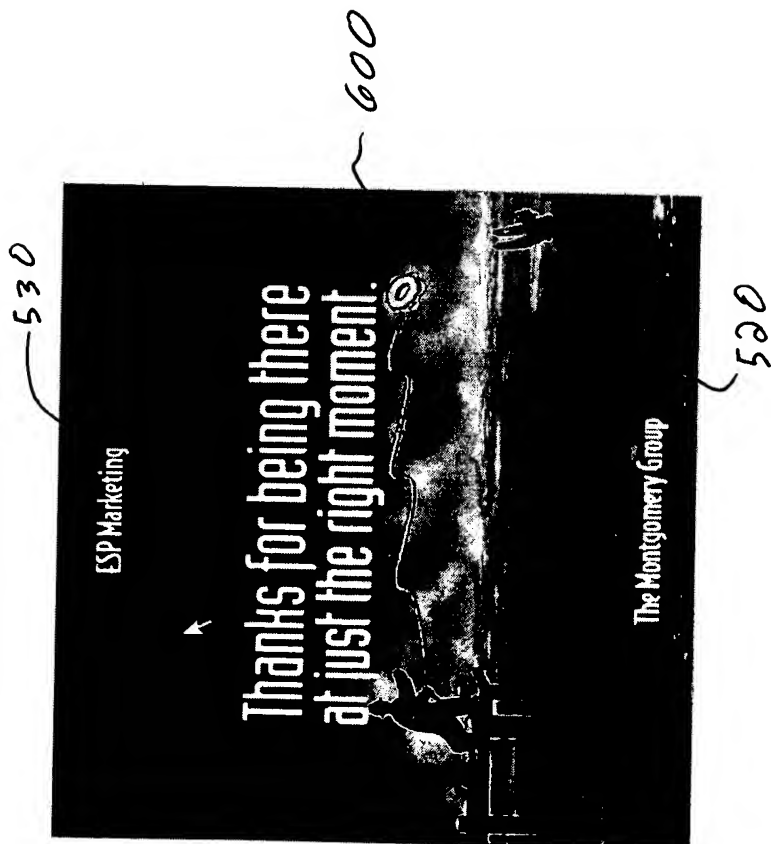 530
ESP Marketing
600
Thanks for being there
at just the right moment.
The Montgomery Group
520